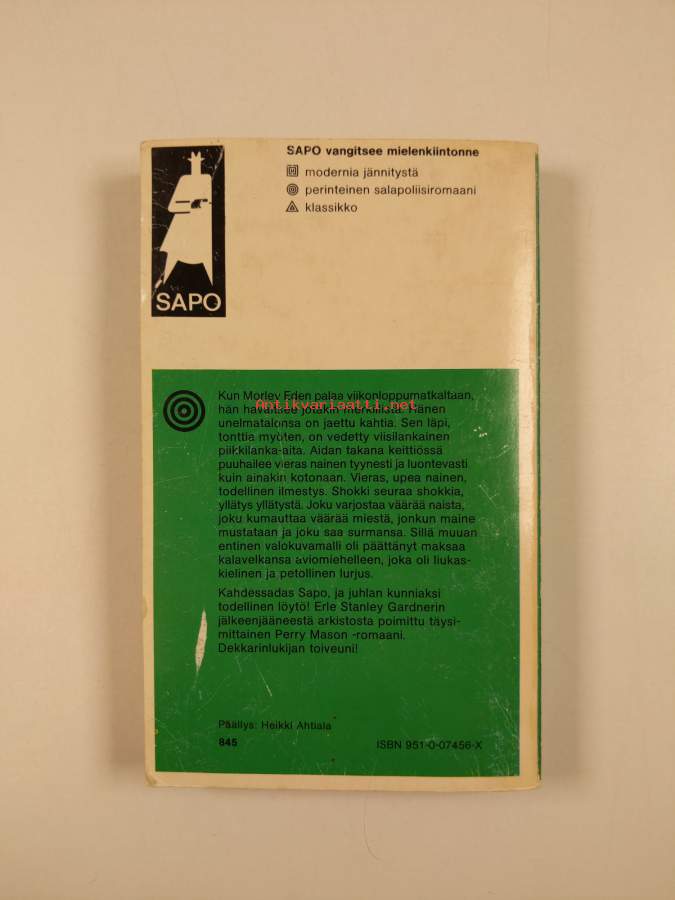 SAPO vangitsee mielenkiintonne
modernia jännitystä
perinteinen salapoliisiromaani
klassikko
SAPO
Kun Morley Eden palaa viikonloppumatkaltaan,
Antikvariaatti.net
hän havaitsee jotakin merkillistä. Hänen
unelmatalonsa on jaettu kahtia. Sen läpi,
tonttia myöten, on vedetty viisilankainen
piikkilanka-aita. Aidan takana keittiössä
puuhailee vieras nainen tyynesti ja luontevasti
kuin ainakin kotonaan. Vieras, upea nainen,
todellinen ilmestys. Shokki seuraa shokkia,
yllätys yllätystä. Joku varjostaa väärää naista,
joku kumauttaa väärää miestä, jonkun maine
mustataan ja joku saa surmansa. Sillä muuan
entinen valokuvamalli oli päättänyt maksaa
kalavelkansa aviomiehelleen, joka oli liukas-
kielinen ja petollinen lurjus.
Kahdessadas Sapo, ja juhlan kunniaksi
todellinen löytö! Erle Stanley Gardnerin
jälkeenjääneestä arkistosta poimittu täysi-
mittainen Perry Mason -romaani.
Dekkarinlukijan toiveuni!
Päällys: Heikki Ahtiala
845
ISBN 951-0-07456-X